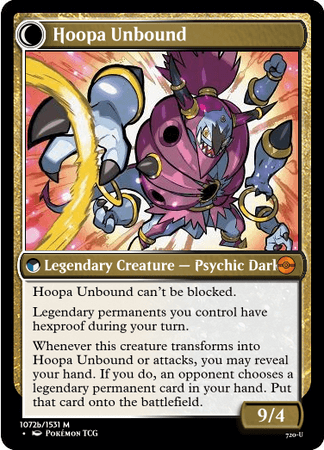 Hoopa Unbound
Legendary Creature — Psychic Dark
Hoopa Unbound can't be blocked.
Legendary permanents you control have
hexproof during your turn.
Whenever this creature transforms into
Hoopa Unbound or attacks, you may reveal
your hand. If you do, an opponent chooses a
legendary permanent card in your hand. Put
that card onto the battlefield.
9/4
1072b/1531 M
• Pokémon TCG
720-U